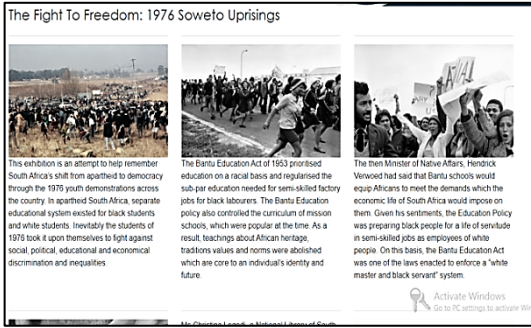 The Fight To Freedom: 1976 Soweto Uprisings
This exhibition is an attempt to help remember
South Africa's shift from apartheid to democracy
through the 1976 youth demonstrations across
the country. In apartheid South Africa, separate
educational system existed for black students
and white students. Inevitably the students of
1976 took it upon themselves to fight against
social, political, educational and economical
discrimination and inequalities.
The Bantu Education Act of 1953 prioritised
education on a racial basis and regularised the
sub-par education needed for semi-skilled factory
jobs for black labourers. The Bantu Education
policy also controlled the curriculum of mission
schools, which were popular at the time. As a
result, teachings about African heritage,
traditions values and norms were abolished
which are core to an individual's identity and
future.
The then Minister of Native Affairs, Hendrick
Verwoed had said that Bantu schools would
equip Africans to meet the demands which the
economic life of South Africa would impose on
them. Given his sentiments, the Education Policy
was preparing black people for a life of servitude
in semi-skilled jobs as employees of white
people. On this basis, the Bantu Education Act
was one of the laws enacted to enforce a "white
master and black servant" system.
Activate Windows
Go to PC settings to activate Win